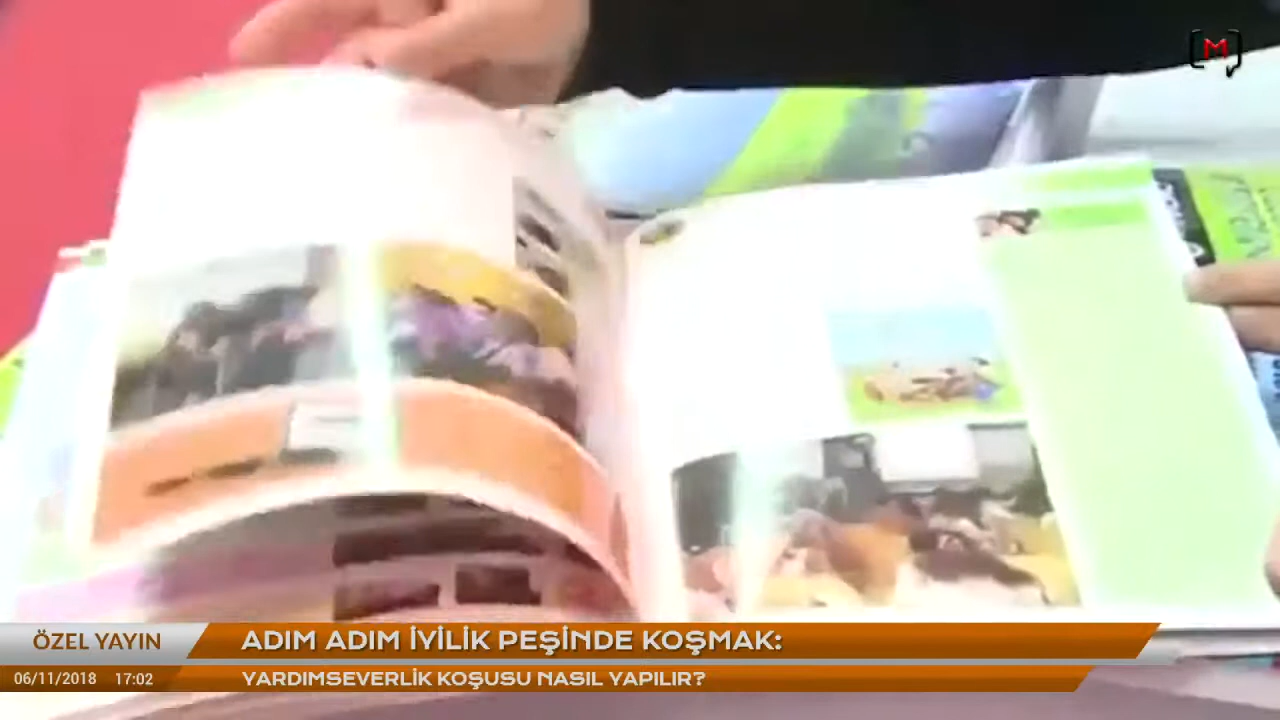 M
ÖZEL YAYIN
ADIM ADIM İYİLİK PEŞİNDE KOŞMAK:
06/11/2018 17:02
YARDIMSEVERLİK KOŞUSU NASIL YAPILIR?